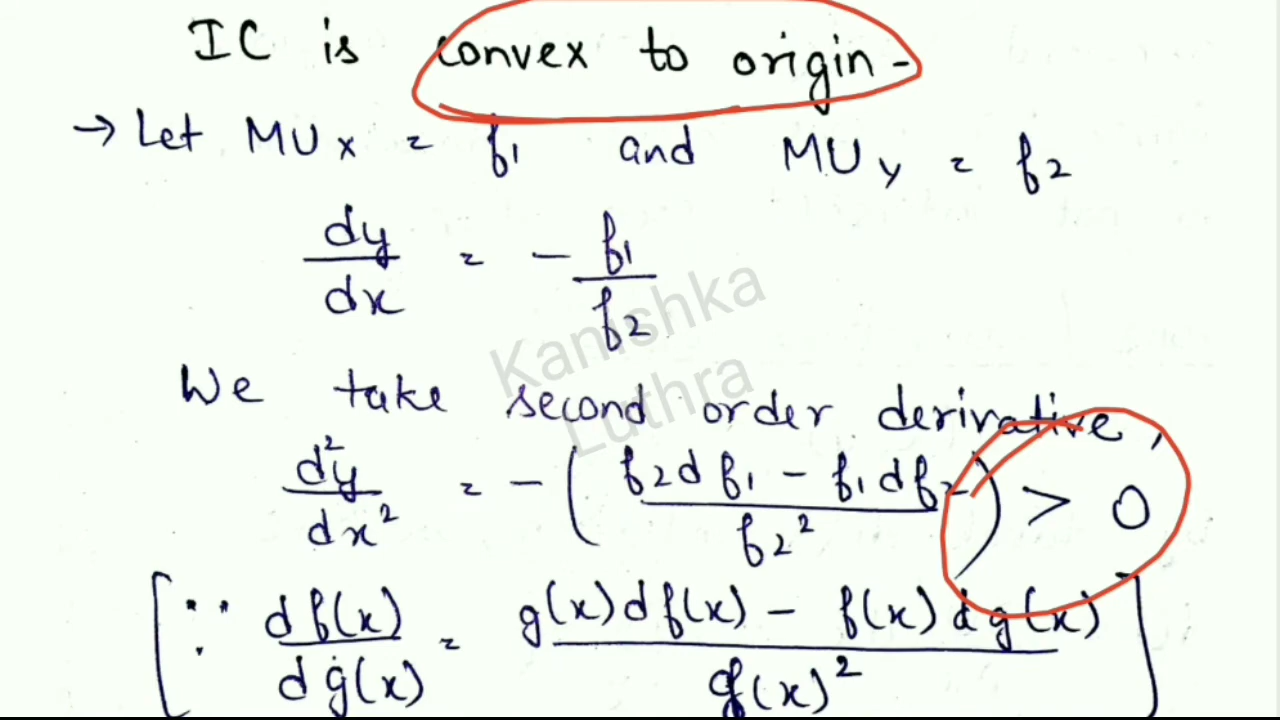 IC is convex to origin -
→ Let MUx = f1 and MUy = f2
dy/dx = - f1/f2
Kanishka
Luthra
We take second order derivative,
d²y/dx² = - ( (f2 d f1 - f1 d f2) / f2² ) > 0
[ ∵ d f(x) / d g(x) = (g(x) d f(x) - f(x) d g(x)) / g(x)² ]